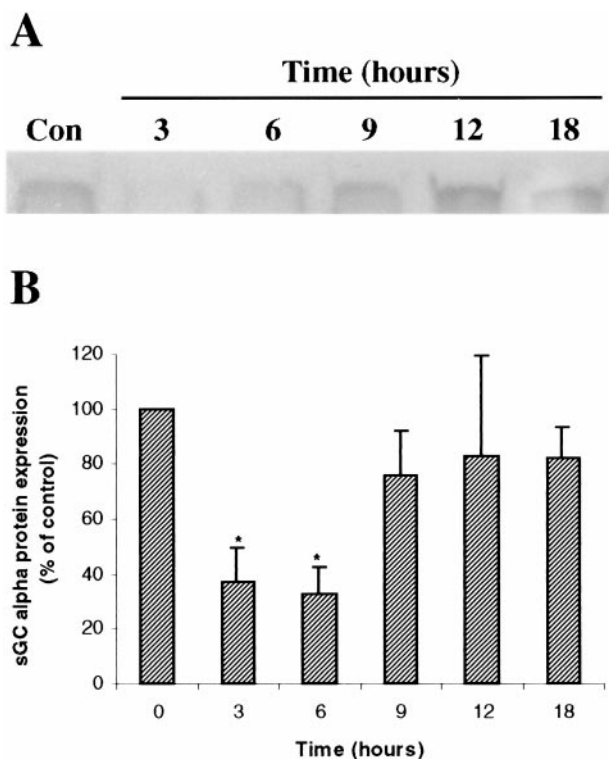 A
Time (hours)
Con 3 6 9 12 18
B
sGC alpha protein expression
(% of control)
120
100
80
60
40
20
0
* *
0 3 6 9 12 18
Time (hours)